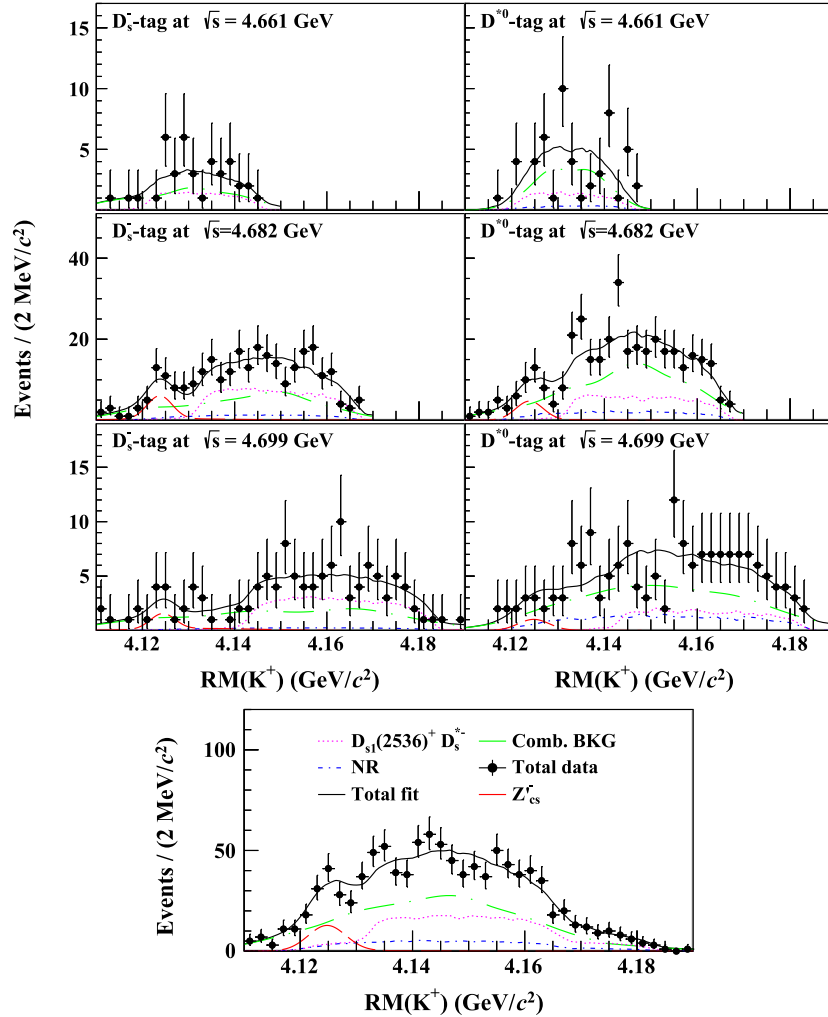 D_s^--tag at √s = 4.661 GeV
D^{*0}-tag at √s = 4.661 GeV
15
10
5
D_s^--tag at √s=4.682 GeV
D^{*0}-tag at √s=4.682 GeV
40
20
D_s^--tag at √s = 4.699 GeV
D^{*0}-tag at √s = 4.699 GeV
15
10
5
Events / (2 MeV/c²)
4.12 4.14 4.16 4.18
4.12 4.14 4.16 4.18
RM(K⁺) (GeV/c²)
RM(K⁺) (GeV/c²)
D_{s1}(2536)⁺ D_s^{*-}
Comb. BKG
NR
Total data
Total fit
Z'_{cs}^-
100
50
0
Events / (2 MeV/c²)
4.12 4.14 4.16 4.18
RM(K⁺) (GeV/c²)